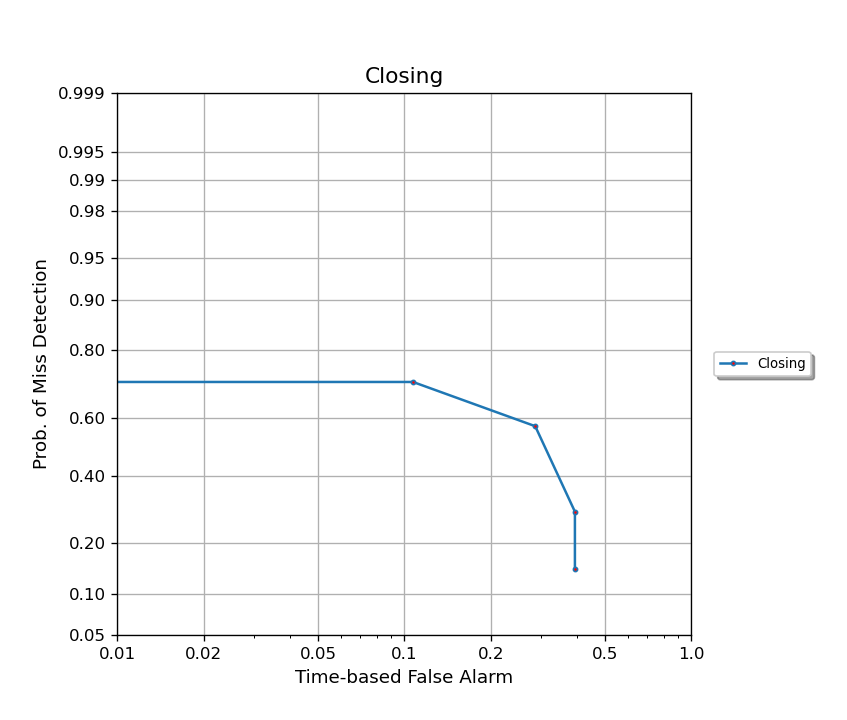 Closing
0.999
0.995
0.99
0.98
0.95
0.90
0.80
0.60
0.40
0.20
0.10
0.05
Prob. of Miss Detection
0.01 0.02 0.05 0.1 0.2 0.5 1.0
Time-based False Alarm
Closing